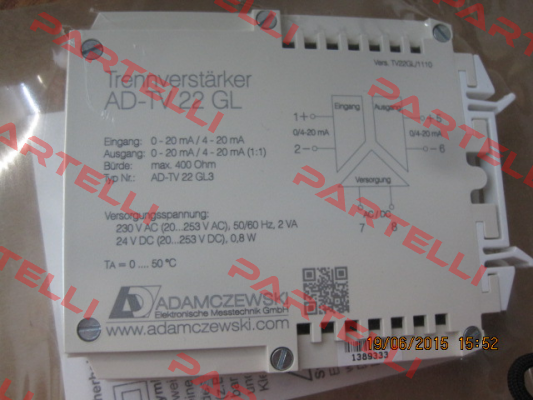 PARTELLI
Trennverstärker
AD-TV 22 GL
Vers. TV22GL/1110
Eingang: 0 - 20 mA / 4 - 20 mA
Ausgang: 0 - 20 mA / 4 - 20 mA (1:1)
Bürde: max. 400 Ohm
Typ Nr.: AD-TV 22 GL3
Versorgungsspannung:
230 V AC (20...253 V AC), 50/60 Hz, 2 VA
24 V DC (20...253 V DC), 0,8 W
TA = 0 .... 50 °C
Eingang Ausgang
1+ +5
0/4-20 mA 0/4-20 mA
2- -6
Versorgung
AC / DC
7 8
ADAMCZEWSKI
Elektronische Messtechnik GmbH
www.adamczewski.com
1389333
19/06/2015 15:52